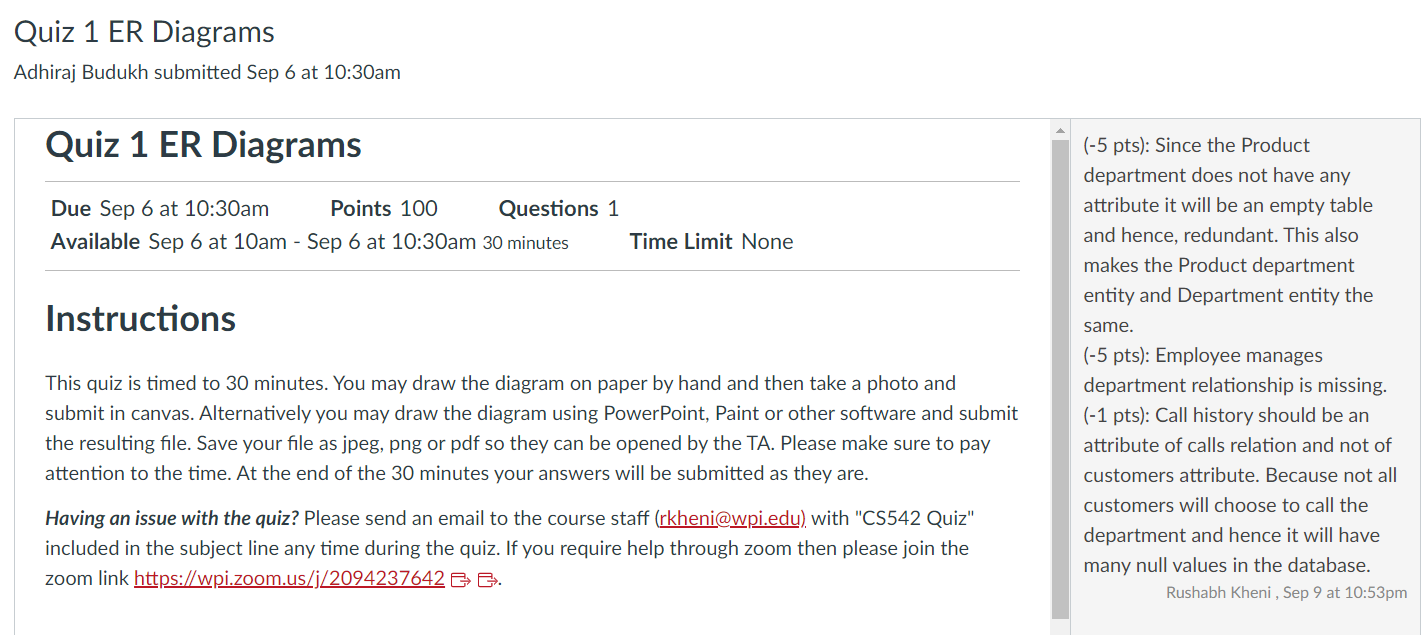 Quiz 1 ER Diagrams
Adhiraj Budukh submitted Sep 6 at 10:30am
Quiz 1 ER Diagrams
Due Sep 6 at 10:30am Points 100 Questions 1
Available Sep 6 at 10am - Sep 6 at 10:30am 30 minutes Time Limit None
Instructions
This quiz is timed to 30 minutes. You may draw the diagram on paper by hand and then take a photo and
submit in canvas. Alternatively you may draw the diagram using PowerPoint, Paint or other software and submit
the resulting file. Save your file as jpeg, png or pdf so they can be opened by the TA. Please make sure to pay
attention to the time. At the end of the 30 minutes your answers will be submitted as they are.
Having an issue with the quiz? Please send an email to the course staff (rkheni@wpi.edu) with "CS542 Quiz"
included in the subject line any time during the quiz. If you require help through zoom then please join the
zoom link https://wpi.zoom.us/j/2094237642.
(-5 pts): Since the Product
department does not have any
attribute it will be an empty table
and hence, redundant. This also
makes the Product department
entity and Department entity the
same.
(-5 pts): Employee manages
department relationship is missing.
(-1 pts): Call history should be an
attribute of calls relation and not of
customers attribute. Because not all
customers will choose to call the
department and hence it will have
many null values in the database.
Rushabh Kheni , Sep 9 at 10:53pm